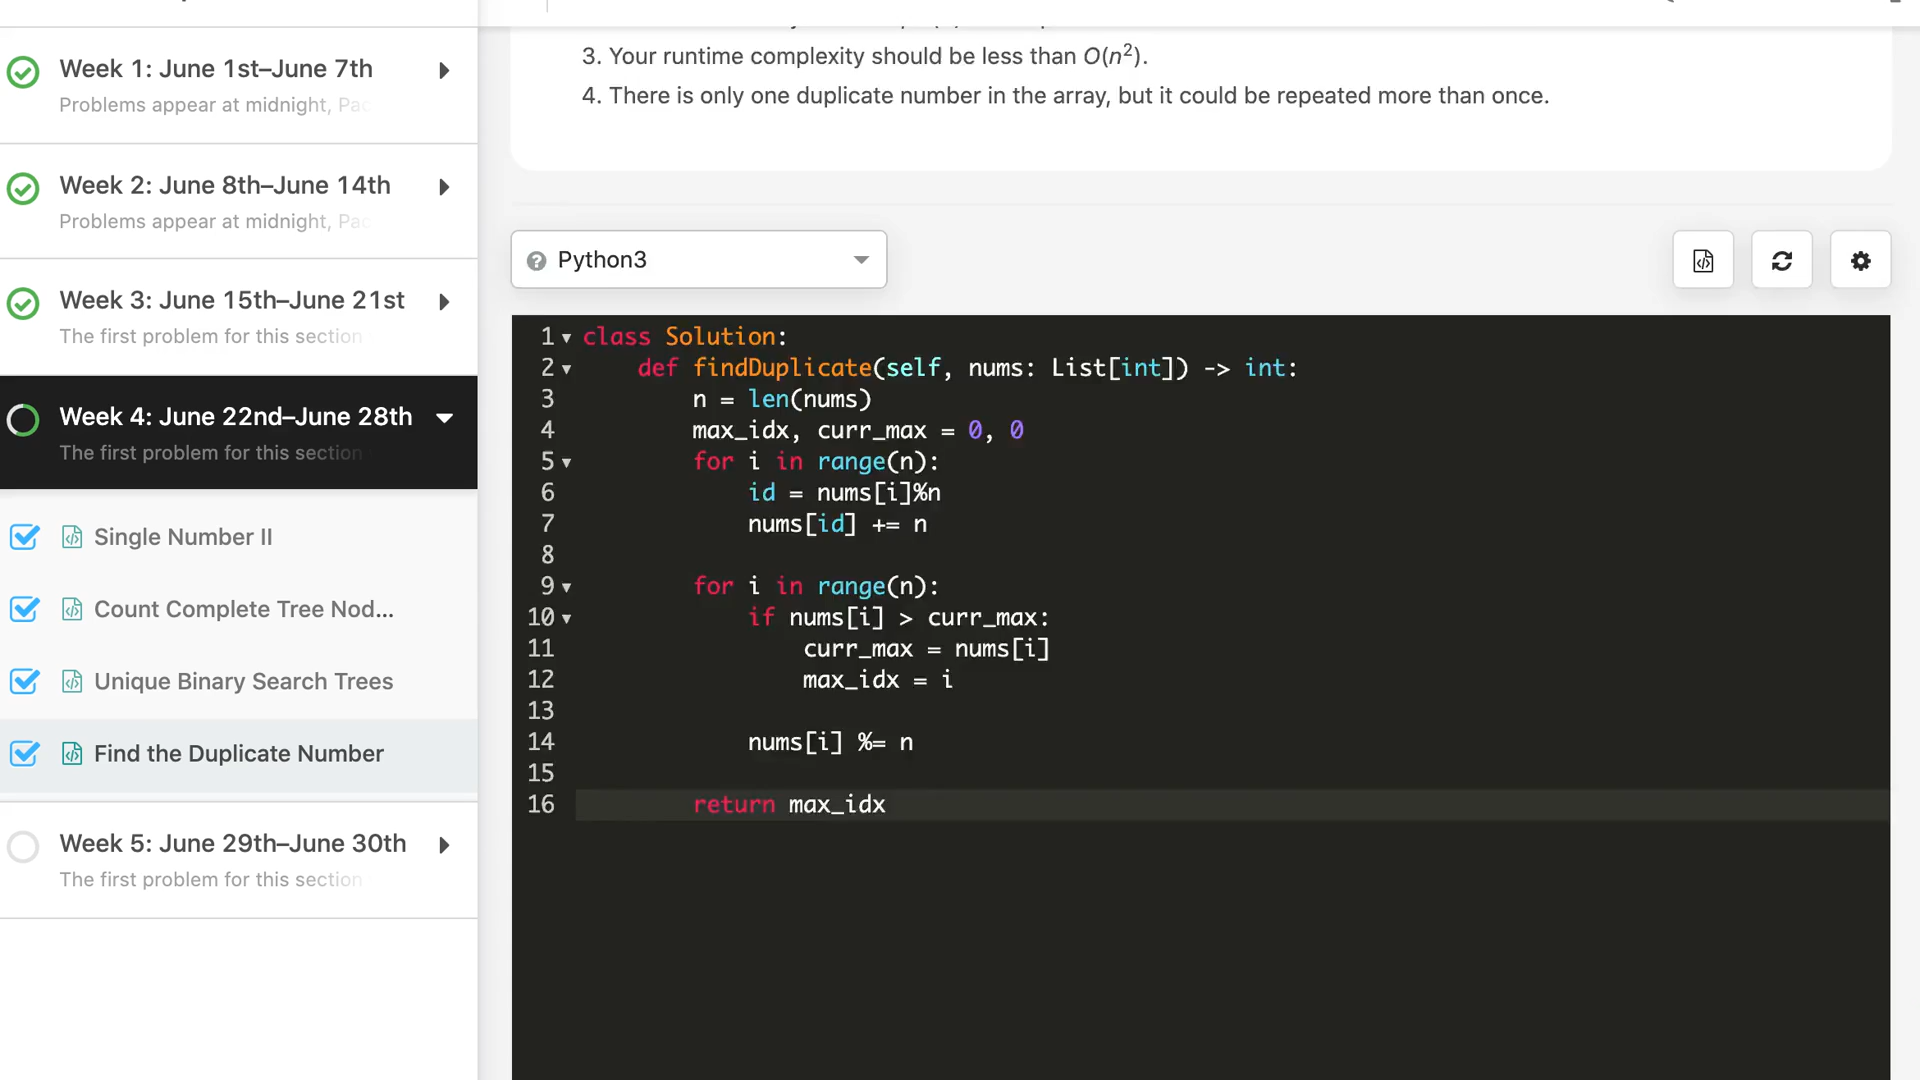 Week 1: June 1st–June 7th
Problems appear at midnight, Pac
Week 2: June 8th–June 14th
Problems appear at midnight, Pac
Week 3: June 15th–June 21st
The first problem for this section
Week 4: June 22nd–June 28th
The first problem for this section
Single Number II
Count Complete Tree Nod...
Unique Binary Search Trees
Find the Duplicate Number
Week 5: June 29th–June 30th
The first problem for this section
3. Your runtime complexity should be less than O(n²).
4. There is only one duplicate number in the array, but it could be repeated more than once.
Python3
1 class Solution:
2     def findDuplicate(self, nums: List[int]) -> int:
3         n = len(nums)
4         max_idx, curr_max = 0, 0
5         for i in range(n):
6             id = nums[i]%n
7             nums[id] += n
8
9         for i in range(n):
10             if nums[i] > curr_max:
11                 curr_max = nums[i]
12                 max_idx = i
13
14             nums[i] %= n
15
16         return max_idx